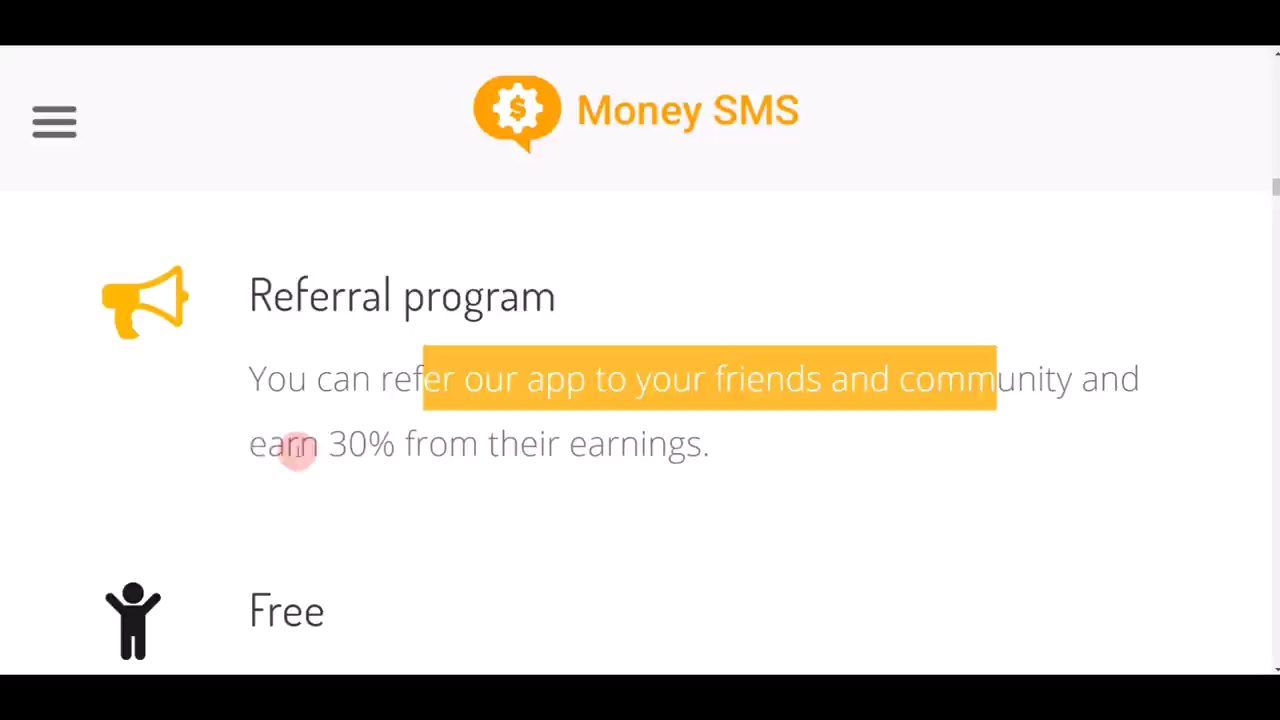 Money SMS
Referral program
You can refer our app to your friends and community and
earn 30% from their earnings.
Free